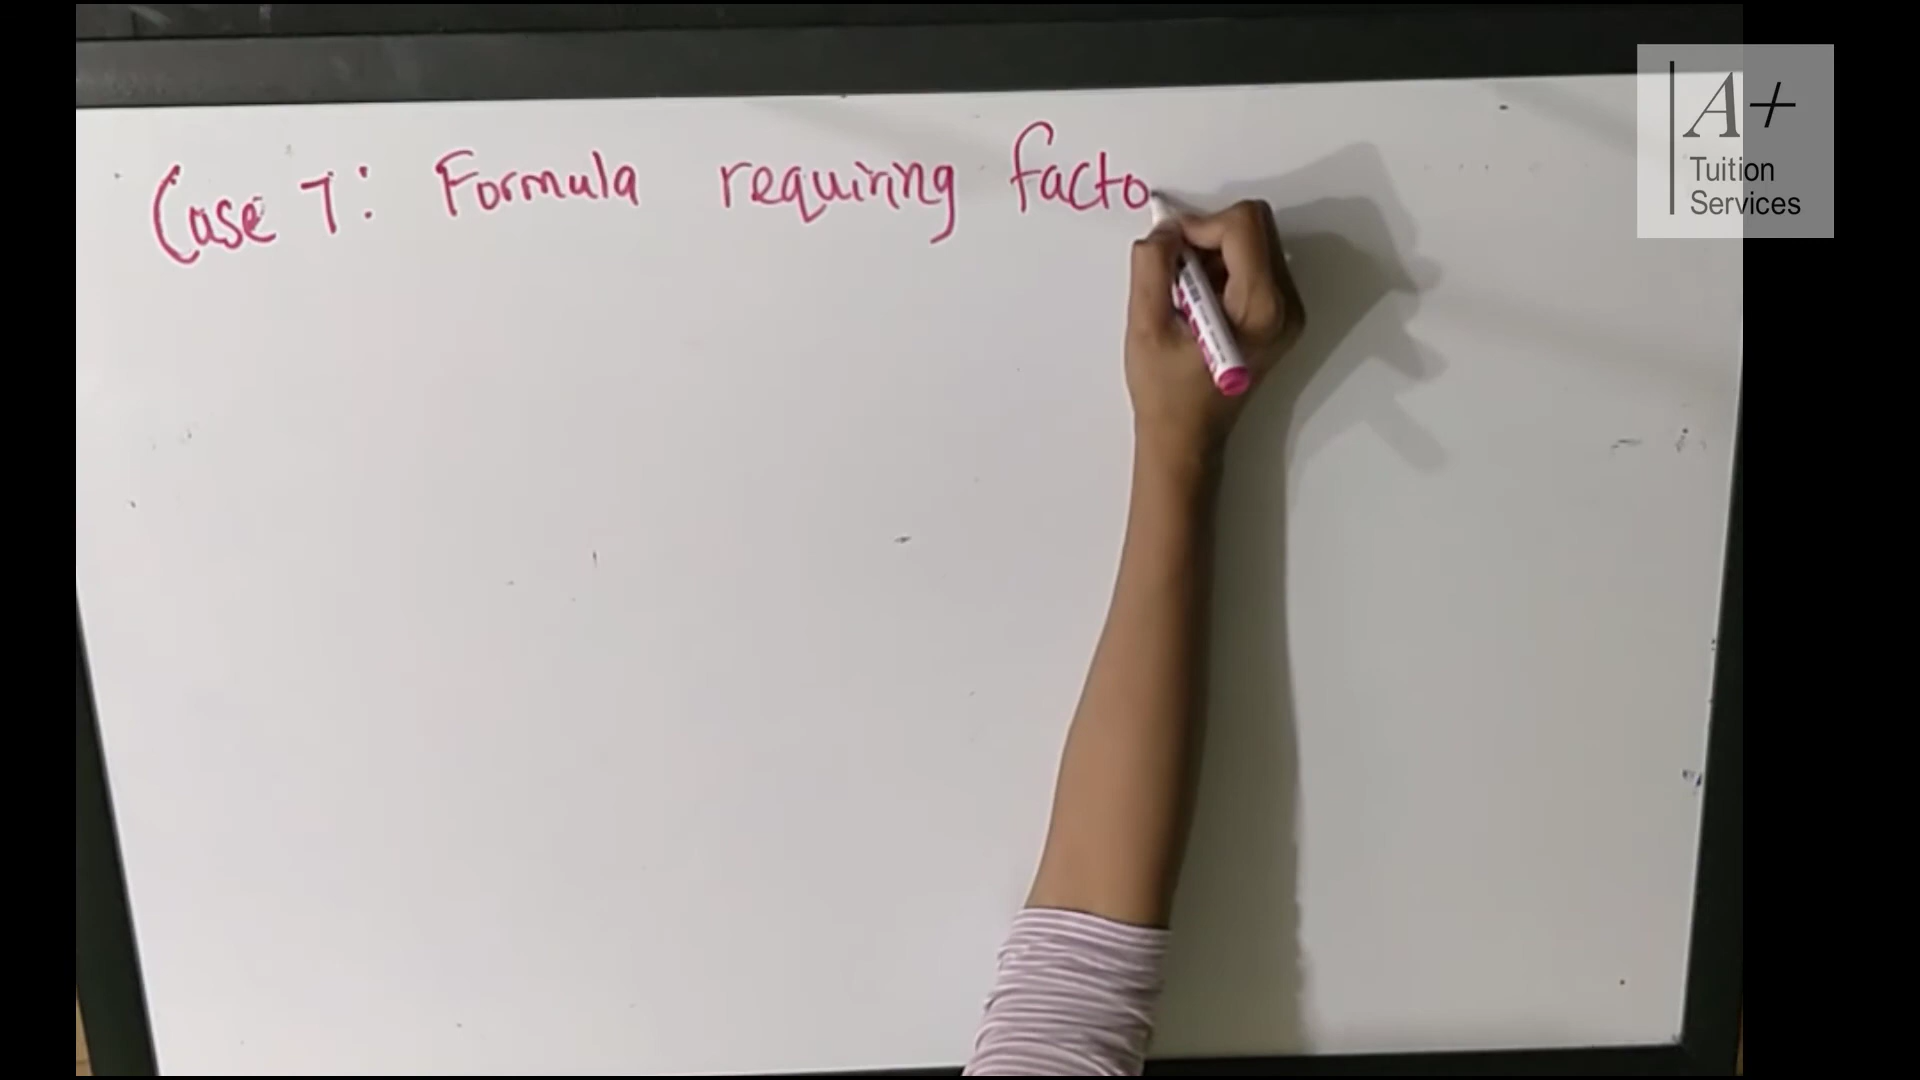 Case 7: Formula requiring facto
A+
Tuition
Services